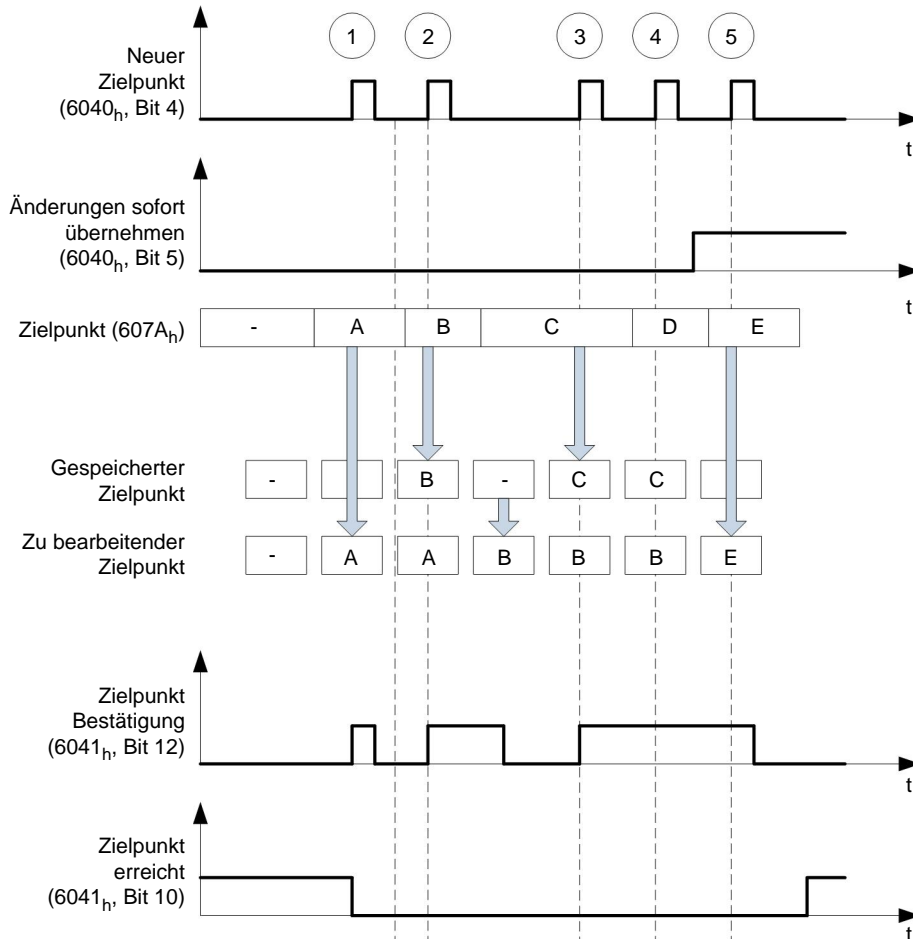 1 2 3 4 5
Neuer
Zielpunkt
(6040h, Bit 4)
t
Änderungen sofort
übernehmen
(6040h, Bit 5)
t
Zielpunkt (607Ah) - A B C D E
Gespeicherter
Zielpunkt
- B - C C
Zu bearbeitender
Zielpunkt
- A A B B B E
Zielpunkt
Bestätigung
(6041h, Bit 12)
t
Zielpunkt
erreicht
(6041h, Bit 10)
t